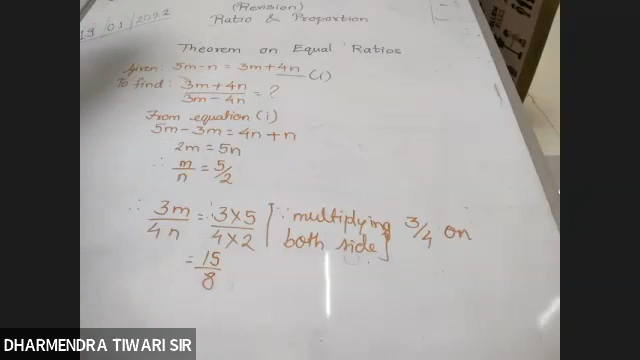 (Revision)
19/01/2022
Ratio & Proportion
Theorem on Equal Ratios
Given: 5m-n = 3m+4n (i)
To find: 3m+4n/3m-4n = ?
From equation (i)
5m-3m = 4n+n
2m = 5n
∴ m/n = 5/2
∴ 3m/4n = 3×5/4×2 [∵ multiplying 3/4 on both side]
= 15/8
DHARMENDRA TIWARI SIR